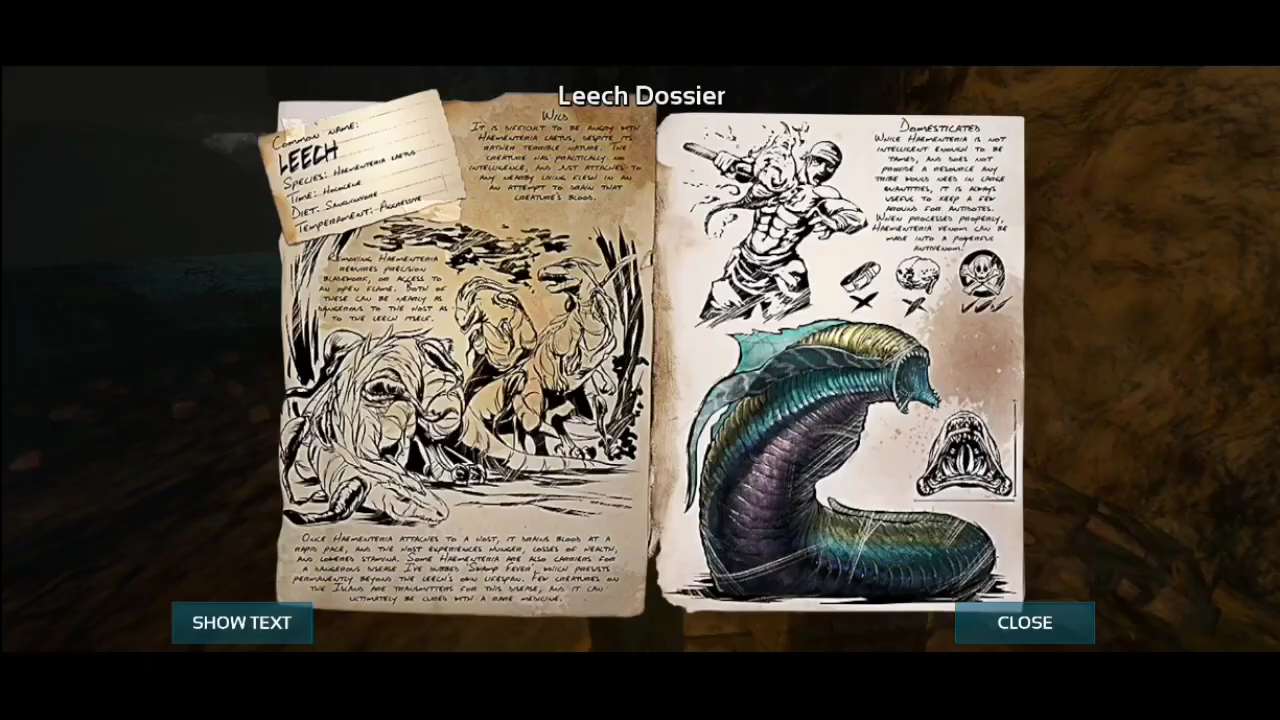 Leech Dossier
Common name:
LEECH
Species: Haementeria laetus
Time: Holocene
Diet: Sanguinivore
Temperament: Aggressive
Wild
It is difficult to be angry with
Haementeria laetus, despite its
rather terrible nature. The
creature has practically no
intelligence, and just attaches to
any nearby living flesh in an
an attempt to drain that
creature's blood.
Removing Haementeria
requires precision
bladework, or access to
an open flame. Both of
these can be nearly as
dangerous to the host as
to the leech itself.
Once Haementeria attaches to a host, it drains blood at a
rapid pace, and the host experiences hunger, losses of health,
and lowered stamina. Some Haementeria are also carriers for
a dangerous disease I've dubbed 'Swamp Fever', which persists
permanently beyond the leech's own lifespan. Few creatures on
the Island are transmitters for this disease, and it can
ultimately be cured with a rare medicine.
Domesticated
While Haementeria is not
intelligent enough to be
tamed, and does not
provide a resource any
tribe would need in large
quantities, it is always
useful to keep a few
around for antidotes.
When processed properly,
Haementeria venom can be
made into a powerful
antivenom.
SHOW TEXT
CLOSE